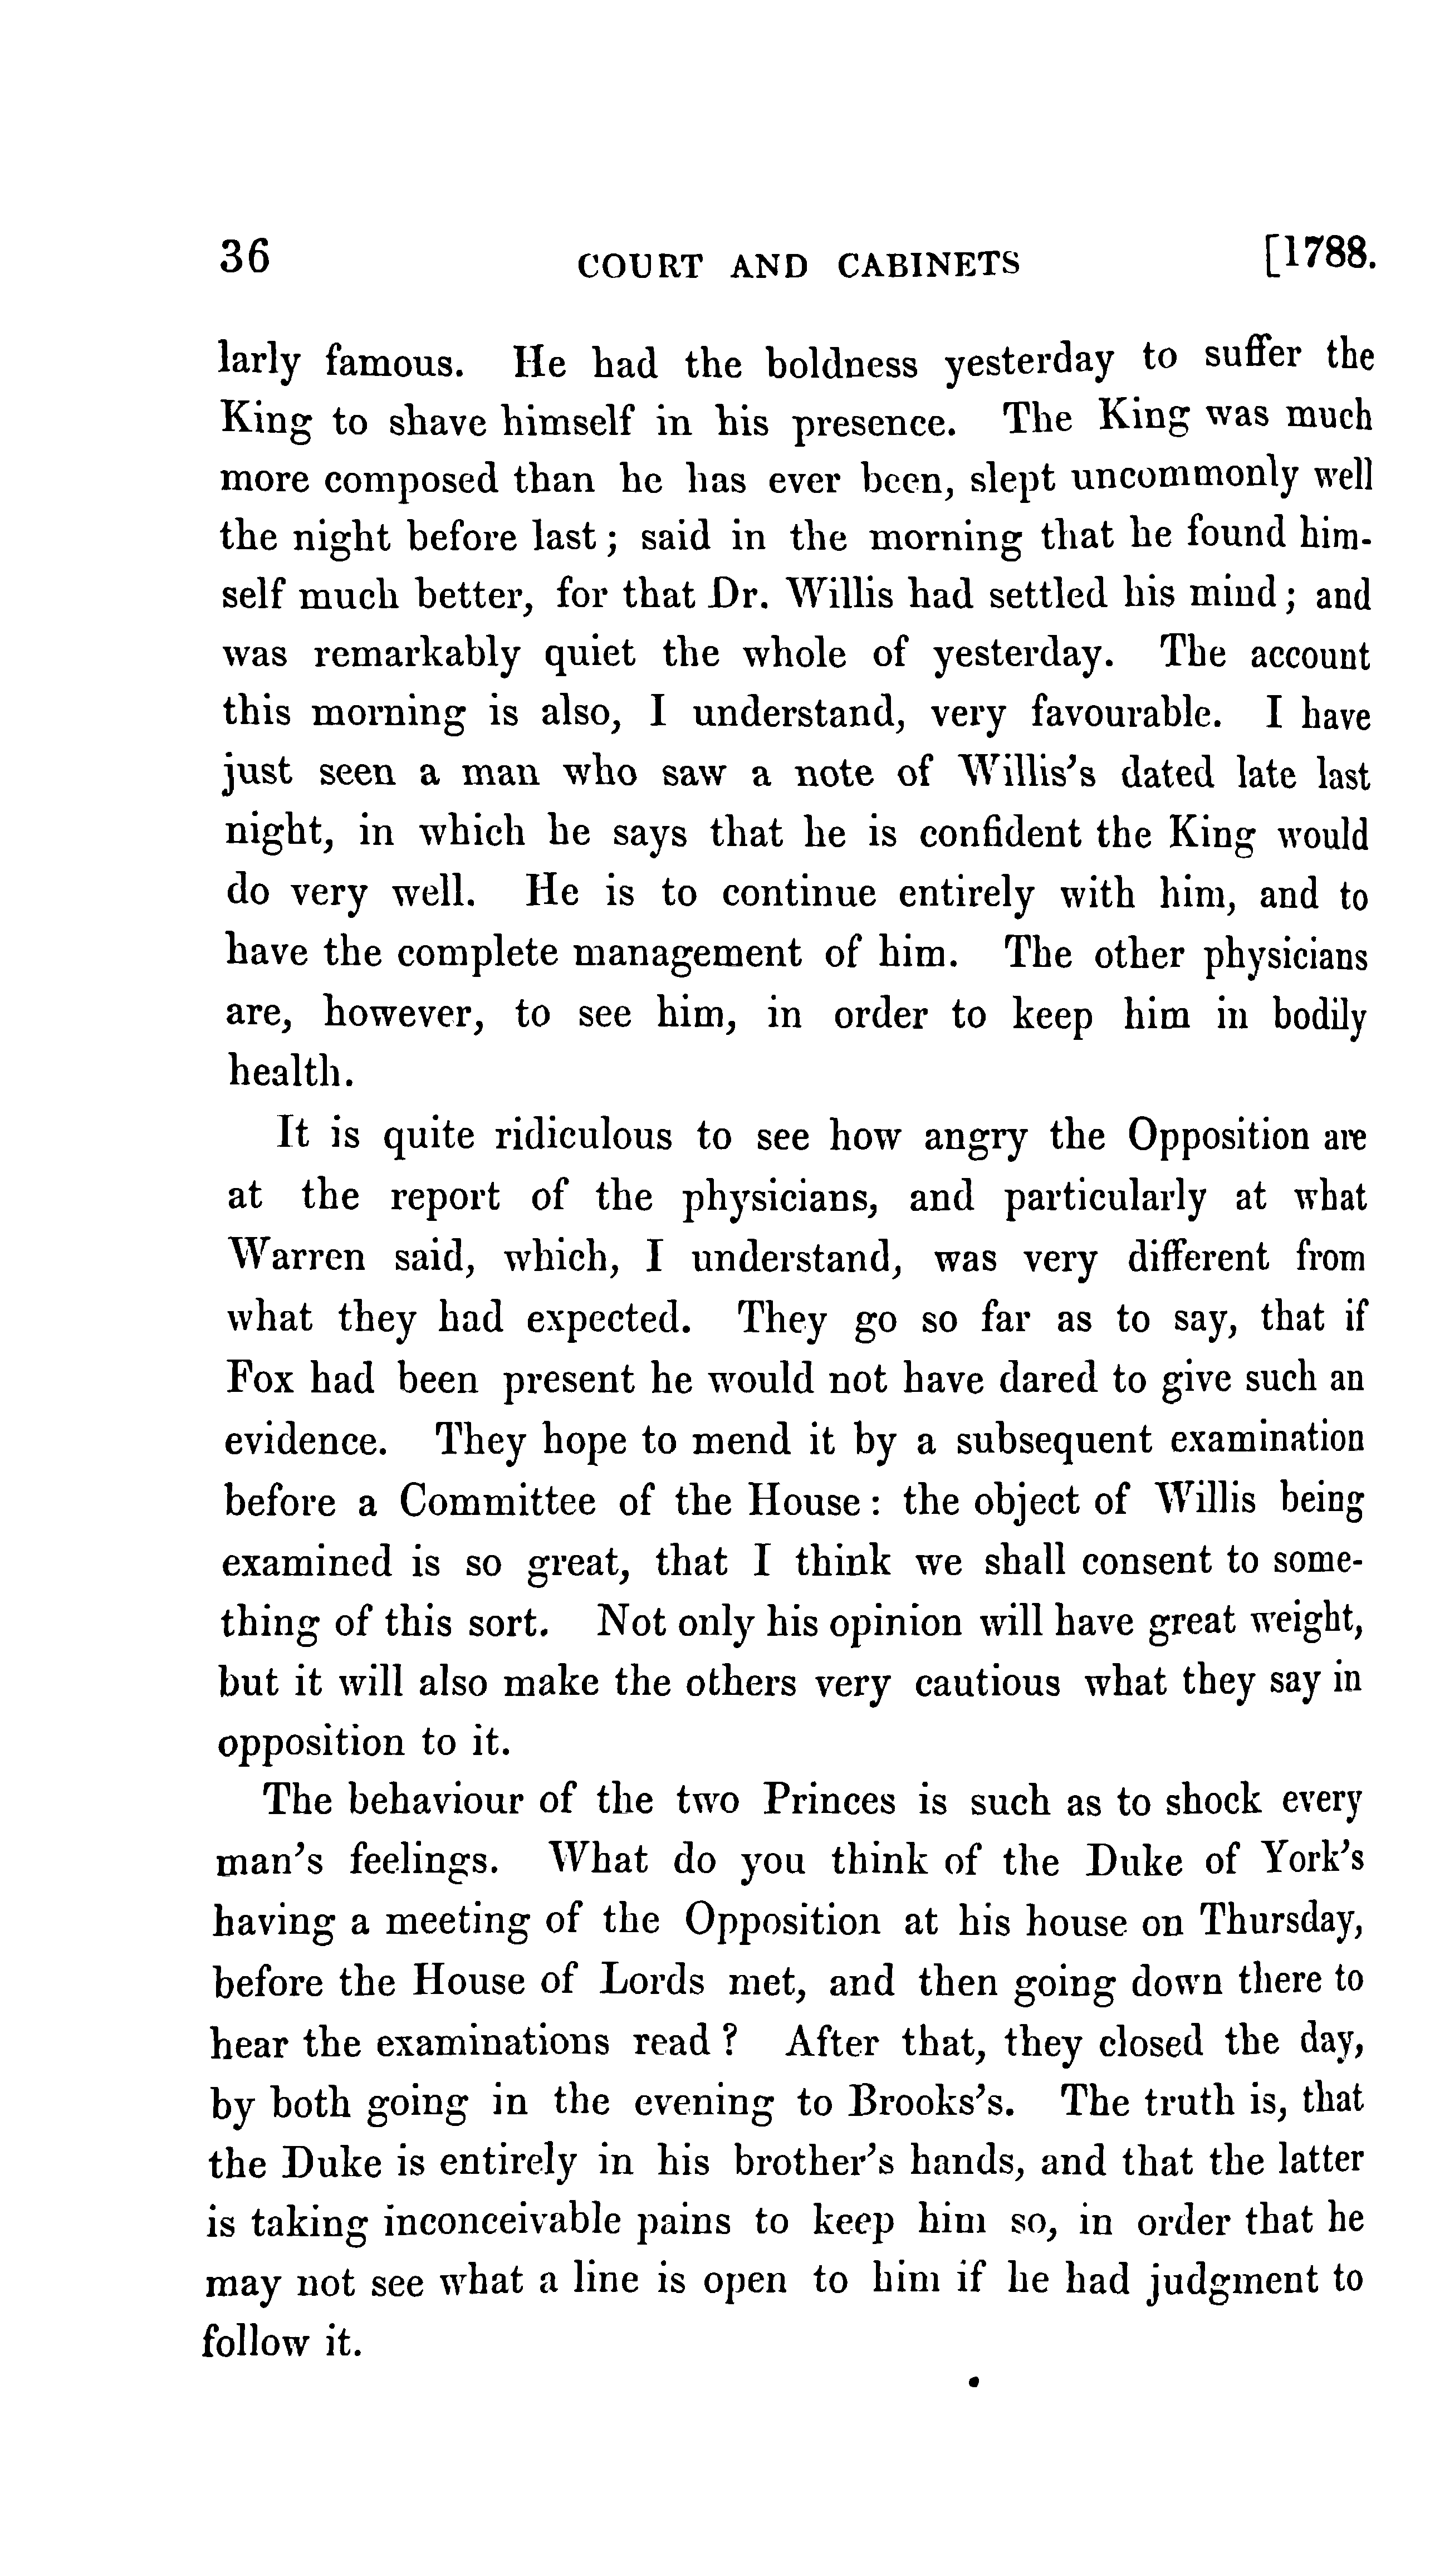 36 COURT AND CABINETS [1788.
larly famous. He had the boldness yesterday to suffer the
King to shave himself in his presence. The King was much
more composed than he has ever been, slept uncommonly well
the night before last; said in the morning that he found him-
self much better, for that Dr. Willis had settled his mind; and
was remarkably quiet the whole of yesterday. The account
this morning is also, I understand, very favourable. I have
just seen a man who saw a note of Willis's dated late last
night, in which he says that he is confident the King would
do very well. He is to continue entirely with him, and to
have the complete management of him. The other physicians
are, however, to see him, in order to keep him in bodily
health.
It is quite ridiculous to see how angry the Opposition are
at the report of the physicians, and particularly at what
Warren said, which, I understand, was very different from
what they had expected. They go so far as to say, that if
Fox had been present he would not have dared to give such an
evidence. They hope to mend it by a subsequent examination
before a Committee of the House: the object of Willis being
examined is so great, that I think we shall consent to some-
thing of this sort. Not only his opinion will have great weight,
but it will also make the others very cautious what they say in
opposition to it.
The behaviour of the two Princes is such as to shock every
man's feelings. What do you think of the Duke of York's
having a meeting of the Opposition at his house on Thursday,
before the House of Lords met, and then going down there to
hear the examinations read? After that, they closed the day,
by both going in the evening to Brooks's. The truth is, that
the Duke is entirely in his brother's hands, and that the latter
is taking inconceivable pains to keep him so, in order that he
may not see what a line is open to him if he had judgment to
follow it.